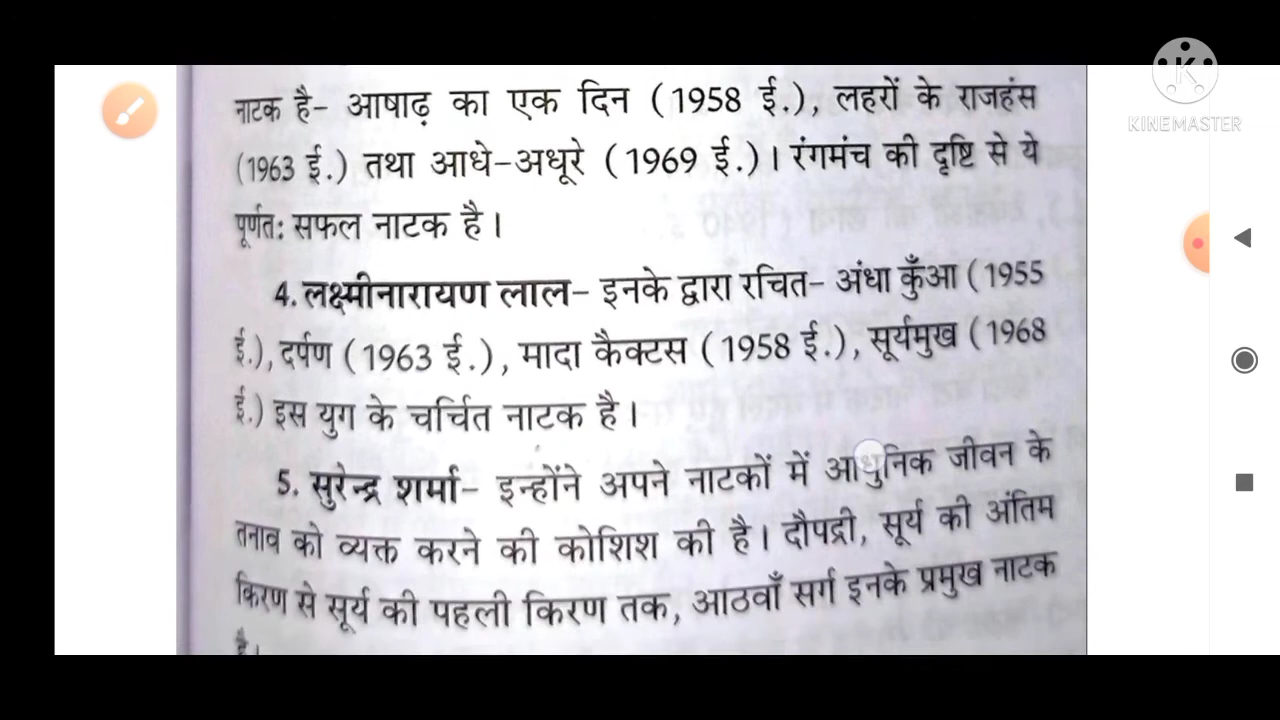 KINEMASTER
नाटक है- आषाढ़ का एक दिन (1958 ई.), लहरों के राजहंस
(1963 ई.) तथा आधे-अधूरे (1969 ई.)। रंगमंच की दृष्टि से ये
पूर्णत: सफल नाटक है।
4. लक्ष्मीनारायण लाल- इनके द्वारा रचित- अंधा कुँआ (1955
ई.), दर्पण (1963 ई.), मादा कैक्टस (1958 ई.), सूर्यमुख (1968
ई.) इस युग के चर्चित नाटक है।
5. सुरेन्द्र शर्मा- इन्होंने अपने नाटकों में आधुनिक जीवन के
तनाव को व्यक्त करने की कोशिश की है। दौपद्री, सूर्य की अंतिम
किरण से सूर्य की पहली किरण तक, आठवाँ सर्ग इनके प्रमुख नाटक
है।